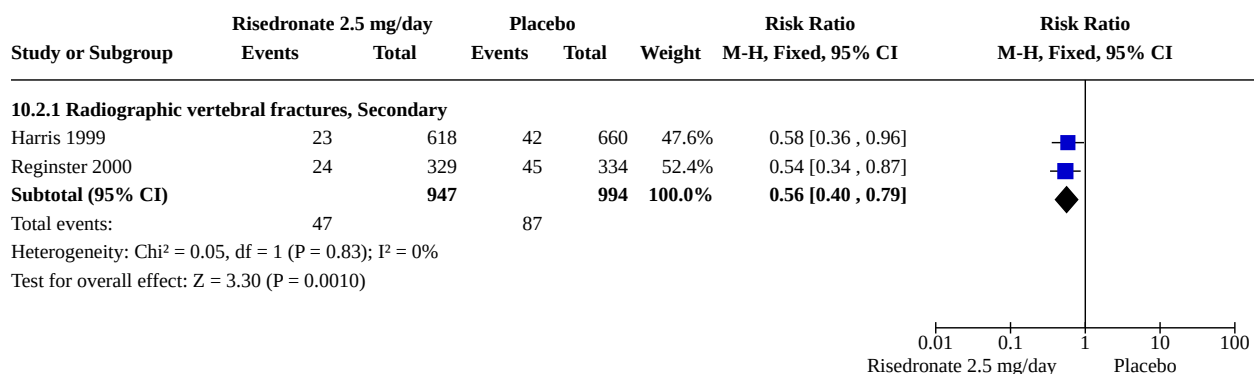 Risedronate 2.5 mg/day Placebo Risk Ratio Risk Ratio
Study or Subgroup Events Total Events Total Weight M-H, Fixed, 95% CI M-H, Fixed, 95% CI
10.2.1 Radiographic vertebral fractures, Secondary
Harris 1999 23 618 42 660 47.6% 0.58 [0.36 , 0.96]
Reginster 2000 24 329 45 334 52.4% 0.54 [0.34 , 0.87]
Subtotal (95% CI) 947 994 100.0% 0.56 [0.40 , 0.79]
Total events: 47 87
Heterogeneity: Chi² = 0.05, df = 1 (P = 0.83); I² = 0%
Test for overall effect: Z = 3.30 (P = 0.0010)
0.01 0.1 1 10 100
Risedronate 2.5 mg/day Placebo